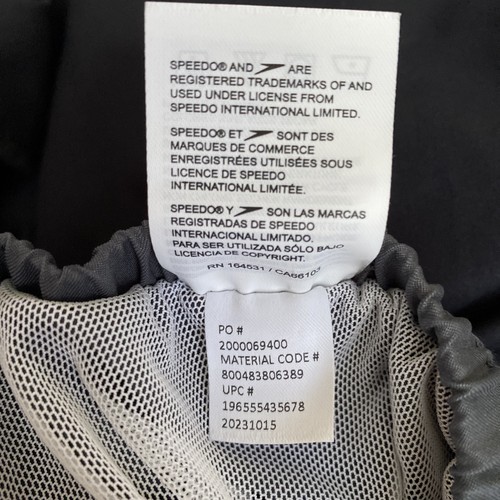 SPEEDO® AND ARE
REGISTERED TRADEMARKS OF AND
USED UNDER LICENSE FROM
SPEEDO INTERNATIONAL LIMITED.
SPEEDO® ET SONT DES
MARQUES DE COMMERCE
ENREGISTRÉES UTILISÉES SOUS
LICENCE DE SPEEDO
INTERNATIONAL LIMITÉE.
SPEEDO® Y SON LAS MARCAS
REGISTRADAS DE SPEEDO
INTERNACIONAL LIMITADO.
PARA SER UTILIZADA SÓLO BAJO
LICENCIA DE COPYRIGHT.
RN 164531 / CA66103
PO #
2000069400
MATERIAL CODE #
800483806389
UPC #
196555435678
20231015